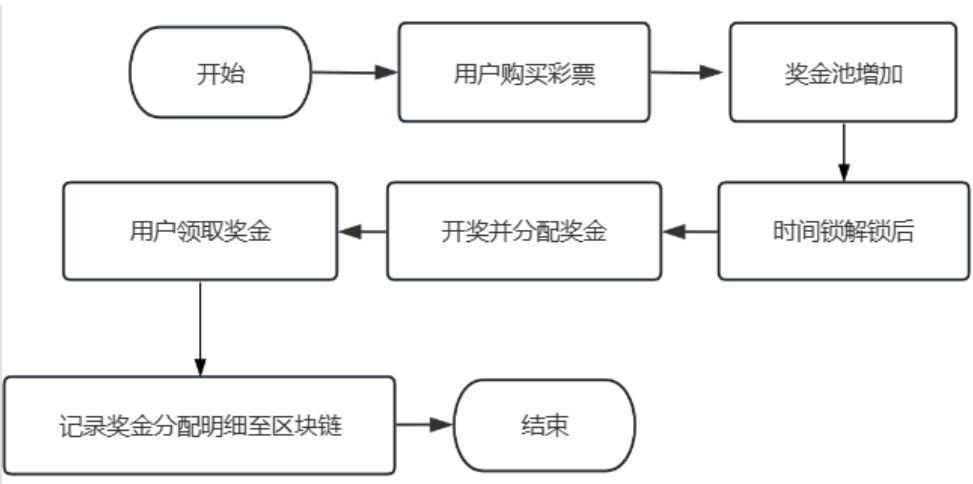 开始
用户购买彩票
奖金池增加
时间锁解锁后
开奖并分配奖金
用户领取奖金
记录奖金分配明细至区块链
结束